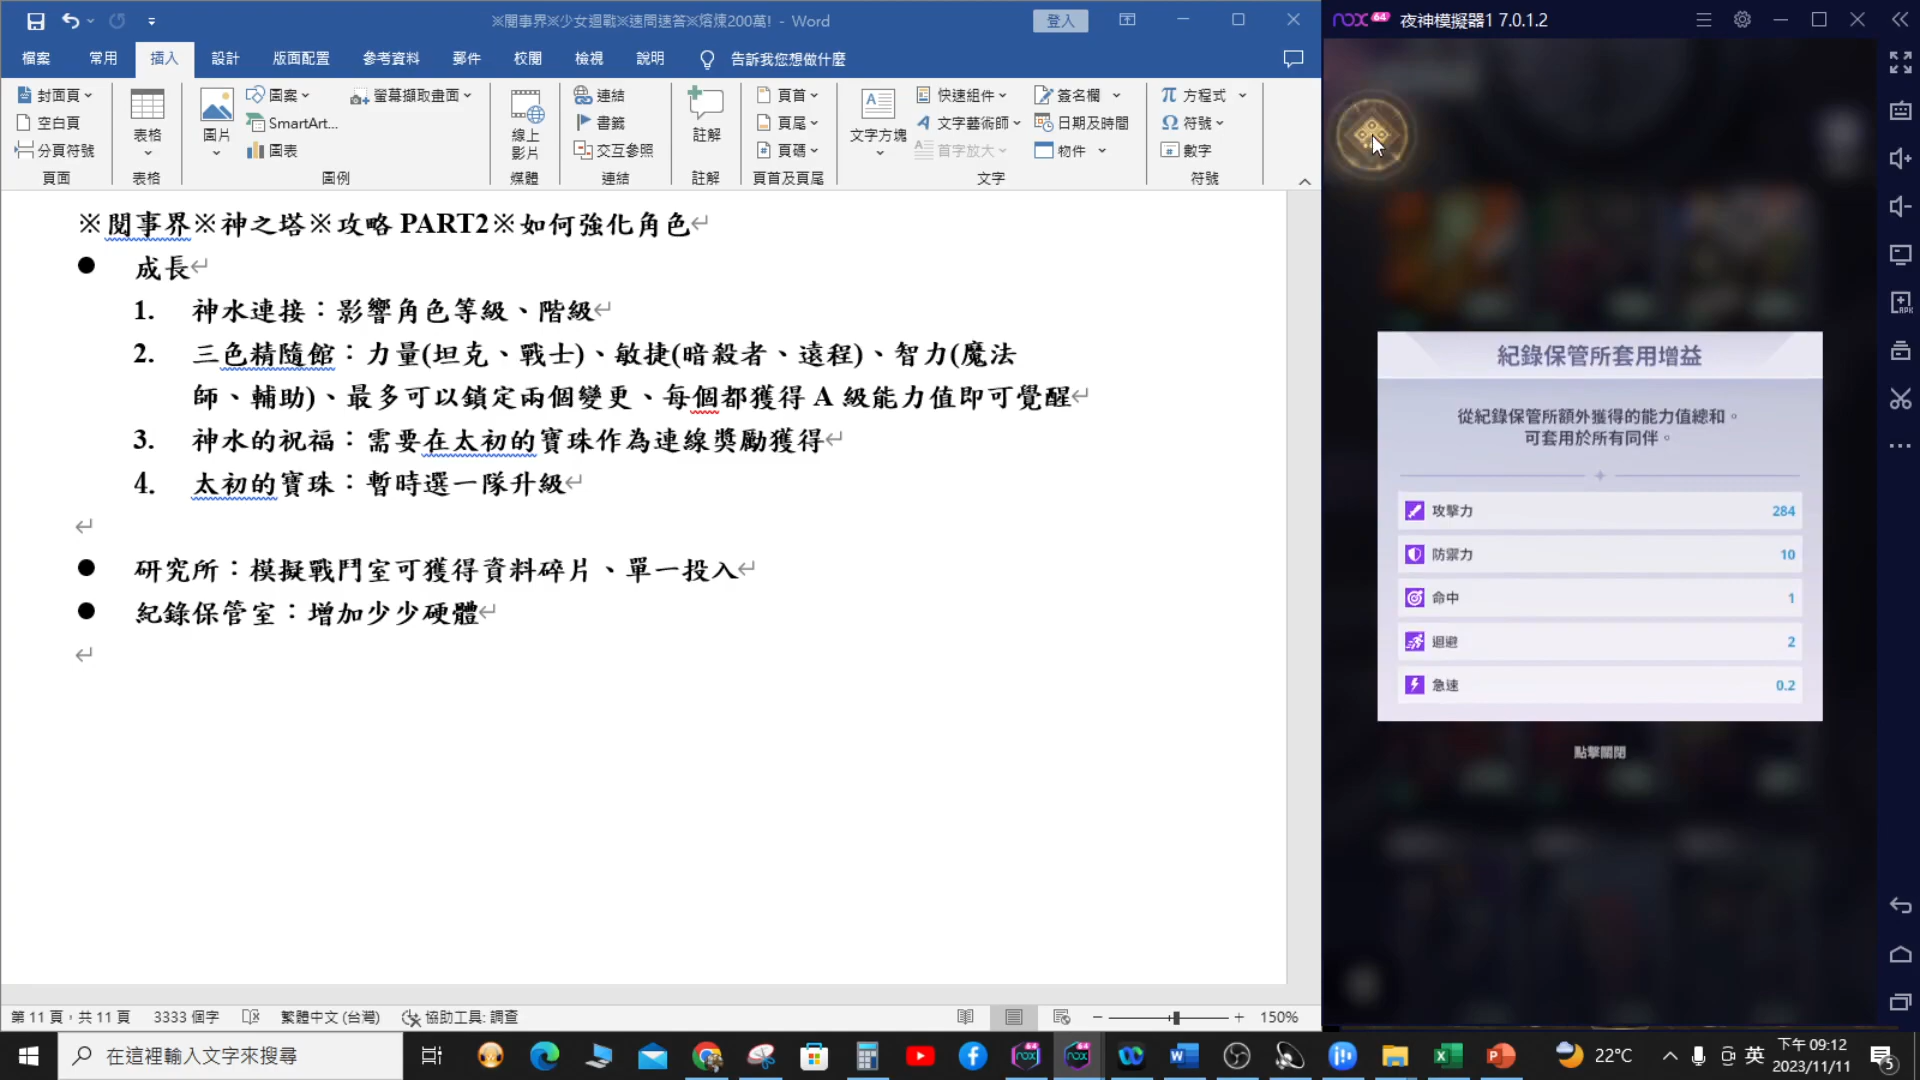 ※閱事界※少女迴戰※速問速答※熔煉200萬! - Word
登入
檔案 常用 插入 設計 版面配置 參考資料 郵件 校閱 檢視 說明 告訴我您想做什麼
封面頁
空白頁
分頁符號
頁面
表格
表格
圖片
圖案
SmartArt...
圖表
螢幕擷取畫面
圖例
線上
影片
媒體
連結
書籤
交互參照
連結
註解
註解
頁首
頁尾
頁碼
頁首及頁尾
文字方塊
快速組件
文字藝術師
首字放大
簽名欄
日期及時間
物件
文字
方程式
符號
數字
符號
※閱事界※神之塔※攻略 PART2※如何強化角色
● 成長
1. 神水連接：影響角色等級、階級
2. 三色精隨館：力量(坦克、戰士)、敏捷(暗殺者、遠程)、智力(魔法
師、輔助)、最多可以鎖定兩個變更、每個都獲得 A 級能力值即可覺醒
3. 神水的祝福：需要在太初的寶珠作為連線獎勵獲得
4. 太初的寶珠：暫時選一隊升級
● 研究所：模擬戰鬥室可獲得資料碎片、單一投入
● 紀錄保管室：增加少少硬體
第 11 頁，共 11 頁 3333 個字 繁體中文 (台灣) 協助工具: 調查
150%
nox 64 夜神模擬器1 7.0.1.2
紀錄保管所套用增益
從紀錄保管所額外獲得的能力值總和。
可套用於所有同伴。
攻擊力 284
防禦力 10
命中 1
迴避 2
急速 0.2
點擊關閉
在這裡輸入文字來搜尋
22°C
英
下午 09:12
2023/11/11
5